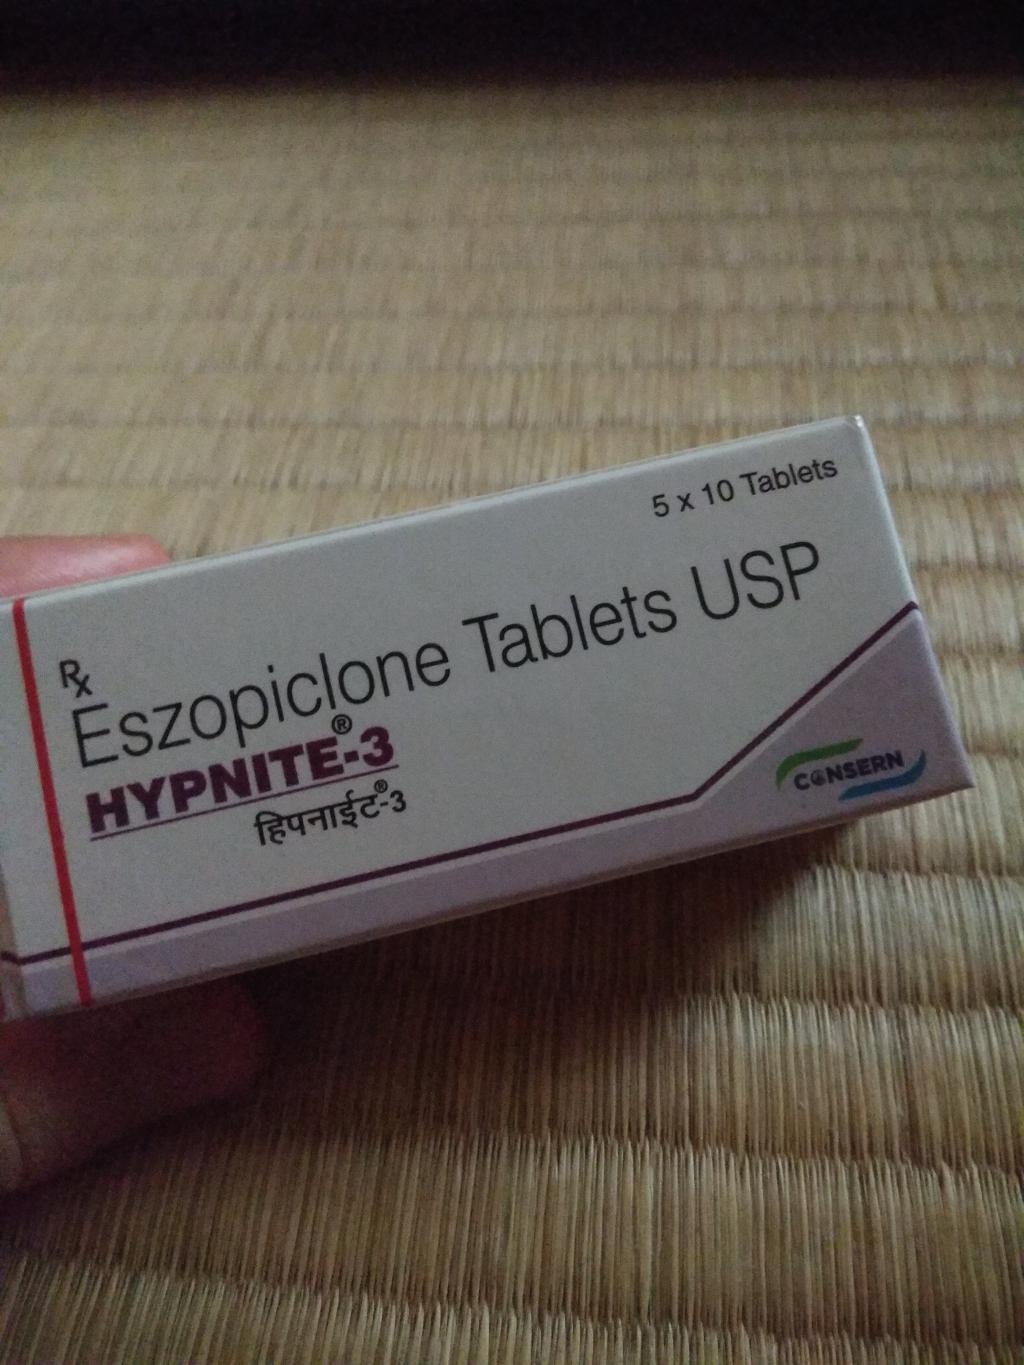 5 x 10 Tablets
Rx
Eszopiclone Tablets USP
HYPNITE®-3
हिपनाईट®-3
CONSERN